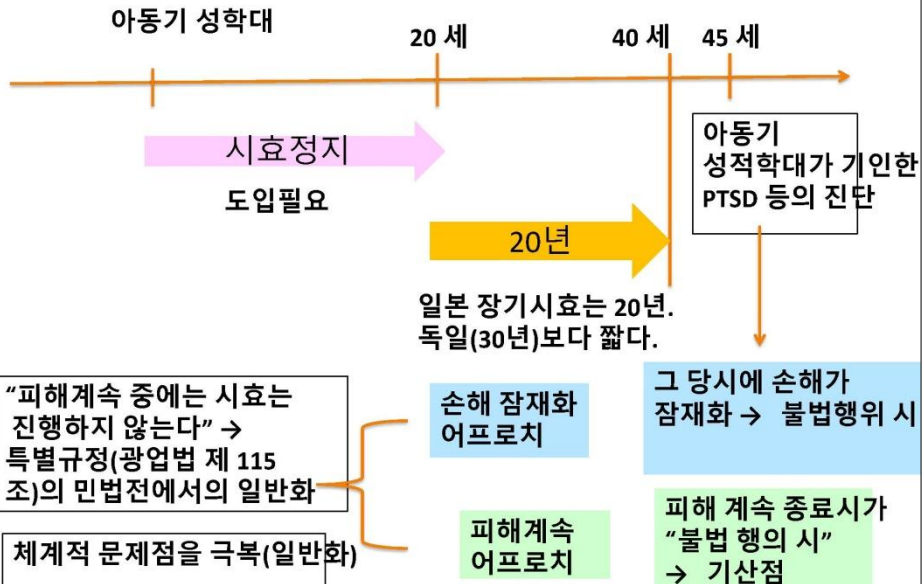 아동기 성학대
20 세
40 세
45 세
시효정지
도입필요
20년
일본 장기시효는 20년.
독일(30년)보다 짧다.
아동기
성적학대가 기인한
PTSD 등의 진단
“피해계속 중에는 시효는
진행하지 않는다” →
특별규정(광업법 제 115
조)의 민법전에서의 일반화
체계적 문제점을 극복(일반화)
손해 잠재화
어프로치
피해계속
어프로치
그 당시에 손해가
잠재화 → 불법행위 시
피해 계속 종료시가
“불법 행의 시”
→ 기산점